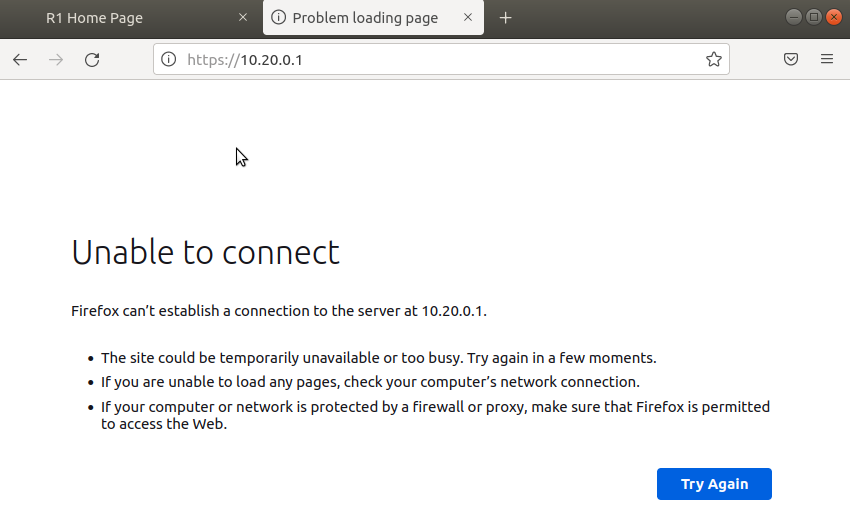 R1 Home Page
Problem loading page
https://10.20.0.1
Unable to connect
Firefox can’t establish a connection to the server at 10.20.0.1.
• The site could be temporarily unavailable or too busy. Try again in a few moments.
• If you are unable to load any pages, check your computer’s network connection.
• If your computer or network is protected by a firewall or proxy, make sure that Firefox is permitted
to access the Web.
Try Again